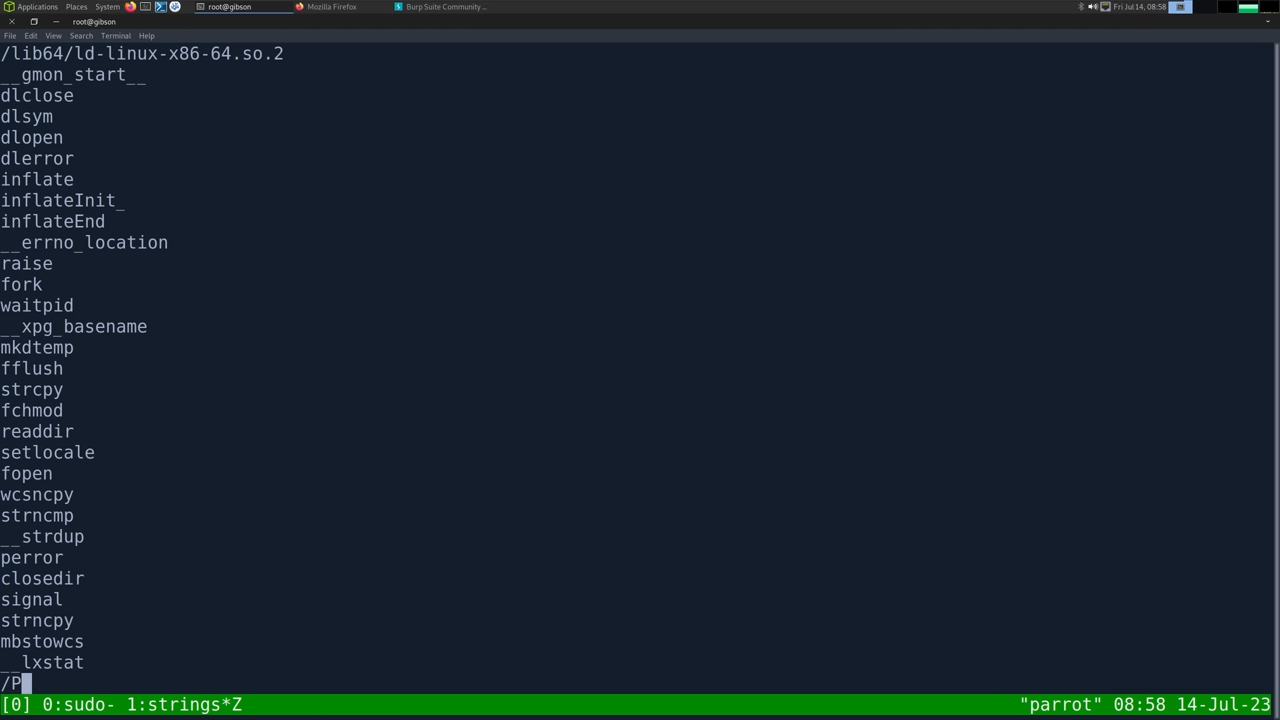 Applications Places System root@gibson Mozilla Firefox Burp Suite Community ... Fri Jul 14, 08:58
root@gibson
File Edit View Search Terminal Help
/lib64/ld-linux-x86-64.so.2
__gmon_start__
dlclose
dlsym
dlopen
dlerror
inflate
inflateInit_
inflateEnd
__errno_location
raise
fork
waitpid
__xpg_basename
mkdtemp
fflush
strcpy
fchmod
readdir
setlocale
fopen
wcsncpy
strncmp
__strdup
perror
closedir
signal
strncpy
mbstowcs
__lxstat
/P
[0] 0:sudo- 1:strings*Z "parrot" 08:58 14-Jul-23